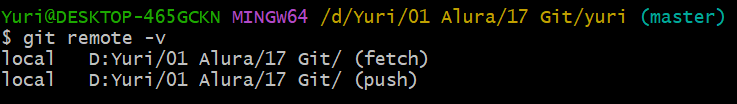 Yuri@DESKTOP-465GCKN MINGW64 /d/Yuri/01 Alura/17 Git/yuri (master)
$ git remote -v
local   D:Yuri/01 Alura/17 Git/ (fetch)
local   D:Yuri/01 Alura/17 Git/ (push)